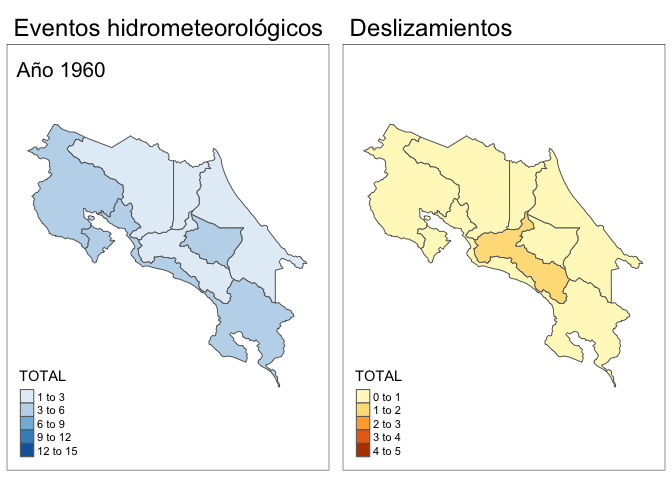 Eventos hidrometeorológicos
Año 1960
TOTAL
1 to 3
3 to 6
6 to 9
9 to 12
12 to 15
Deslizamientos
TOTAL
0 to 1
1 to 2
2 to 3
3 to 4
4 to 5